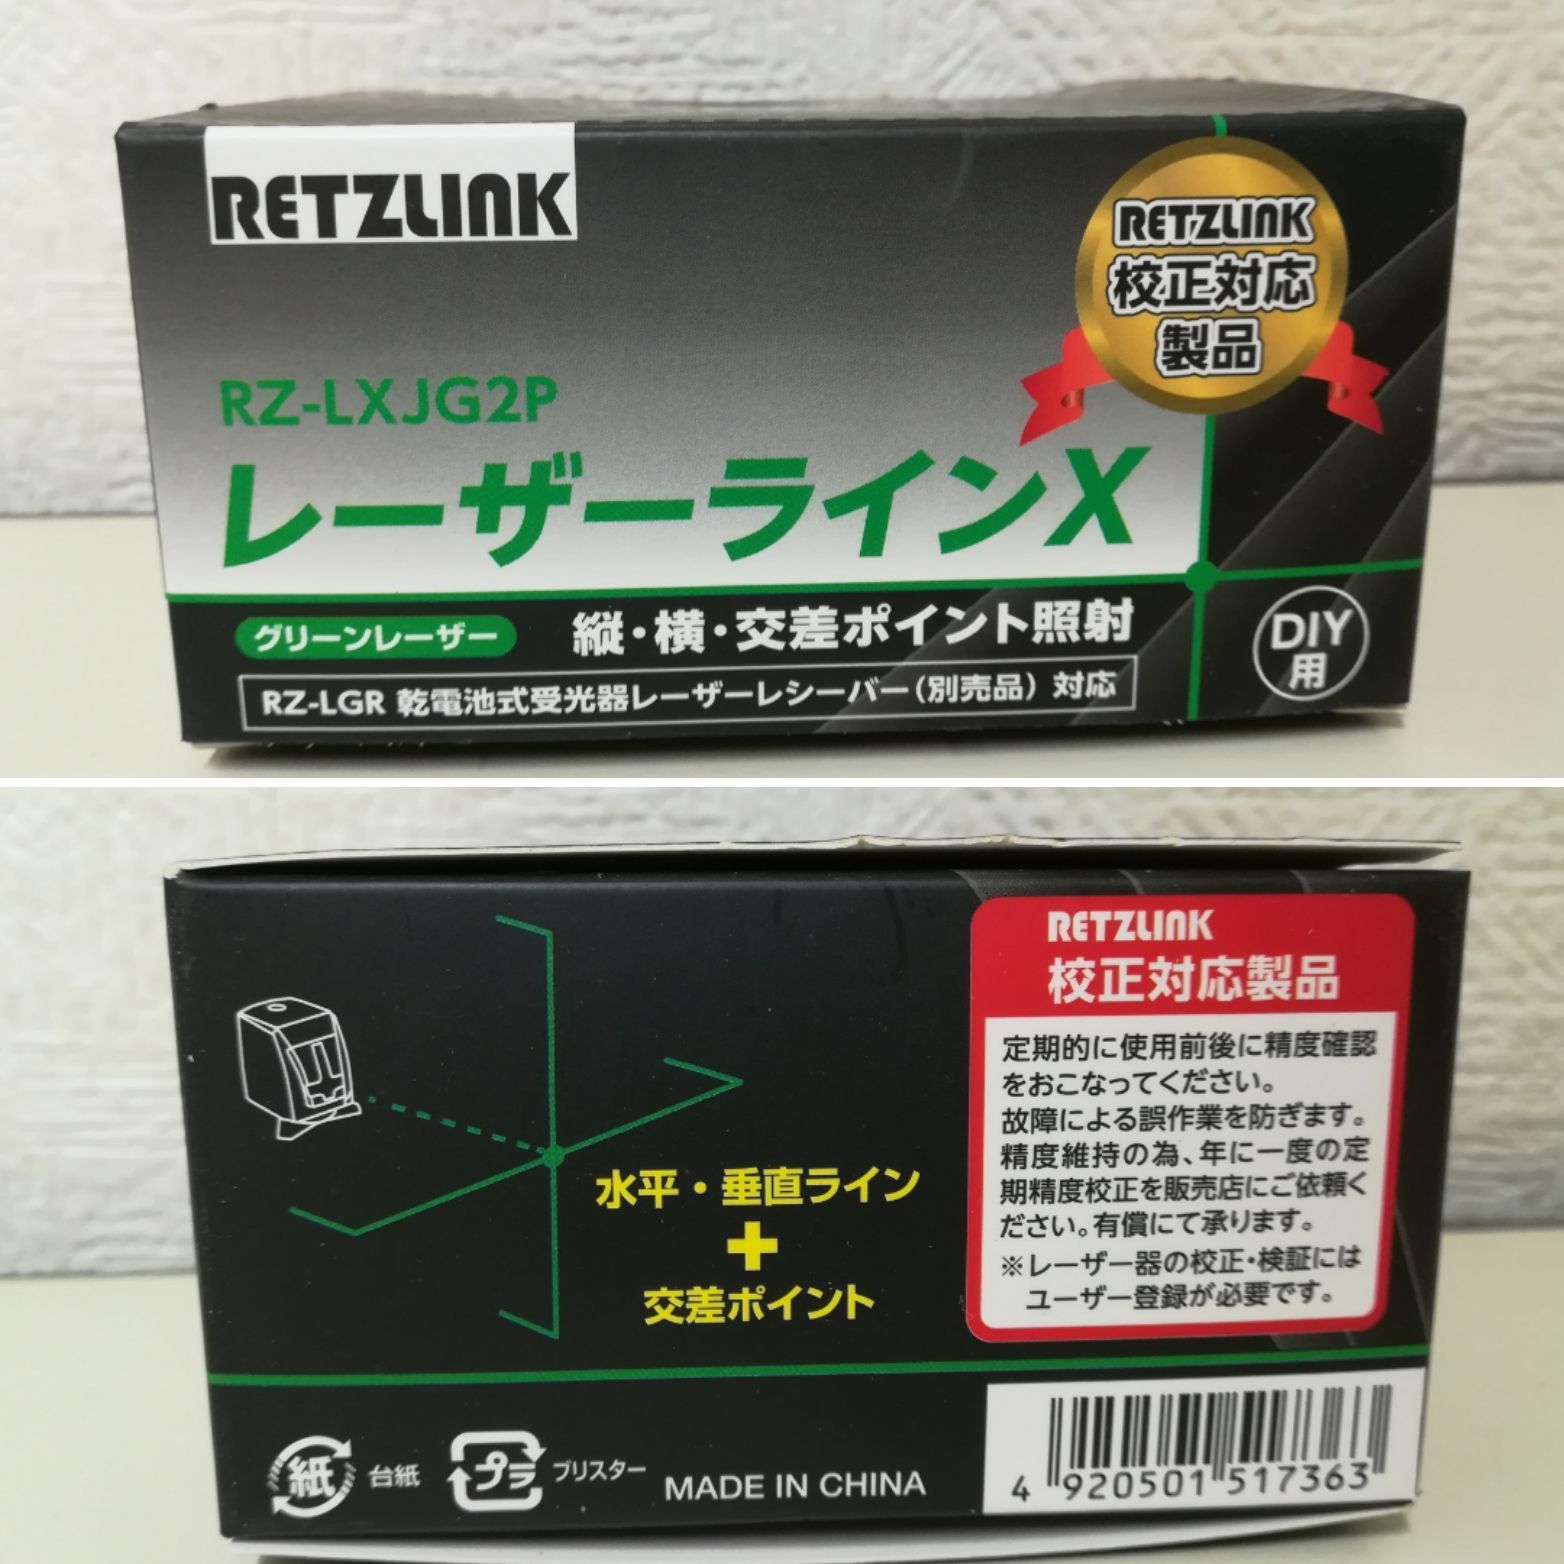 RETZLINK
RETZLINK
校正対応
製品
RZ-LXJG2P
レーザーラインX
グリーンレーザー
縦・横・交差ポイント照射
RZ-LGR 乾電池式受光器レーザーレシーバー(別売品) 対応
DIY
用
RETZLINK
校正対応製品
定期的に使用前後に精度確認
をおこなってください。
故障による誤作業を防ぎます。
精度維持の為、年に一度の定
期精度校正を販売店にご依頼く
ださい。有償にて承ります。
※レーザー器の校正・検証には
ユーザー登録が必要です。
水平・垂直ライン
+
交差ポイント
紙
台紙
プラ
ブリスター
MADE IN CHINA
4 920501 517363